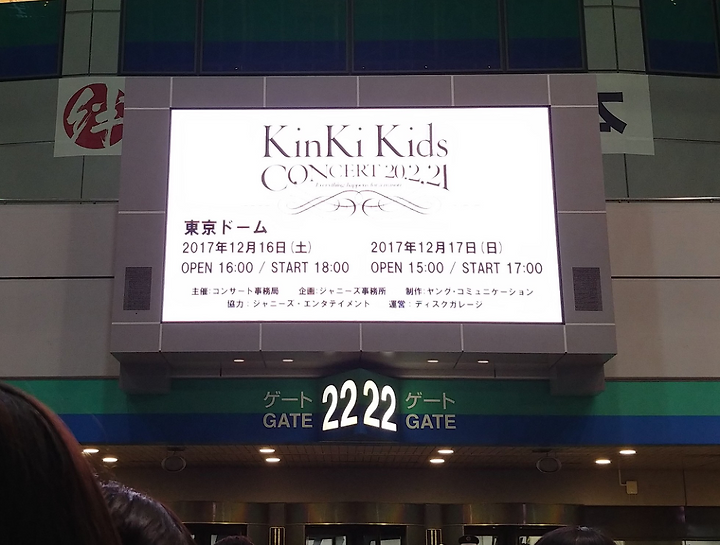 絆
KinKi Kids
CONCERT 20.2.21
Everything happens for a reason
東京ドーム
2017年12月16日(土) 2017年12月17日(日)
OPEN 16:00 / START 18:00 OPEN 15:00 / START 17:00
主催:コンサート事務局 企画:ジャニーズ事務所 制作:ヤング・コミュニケーション
協力:ジャニーズ・エンタテイメント 運営:ディスクガレージ
ゲート 22 22 ゲート
GATE GATE